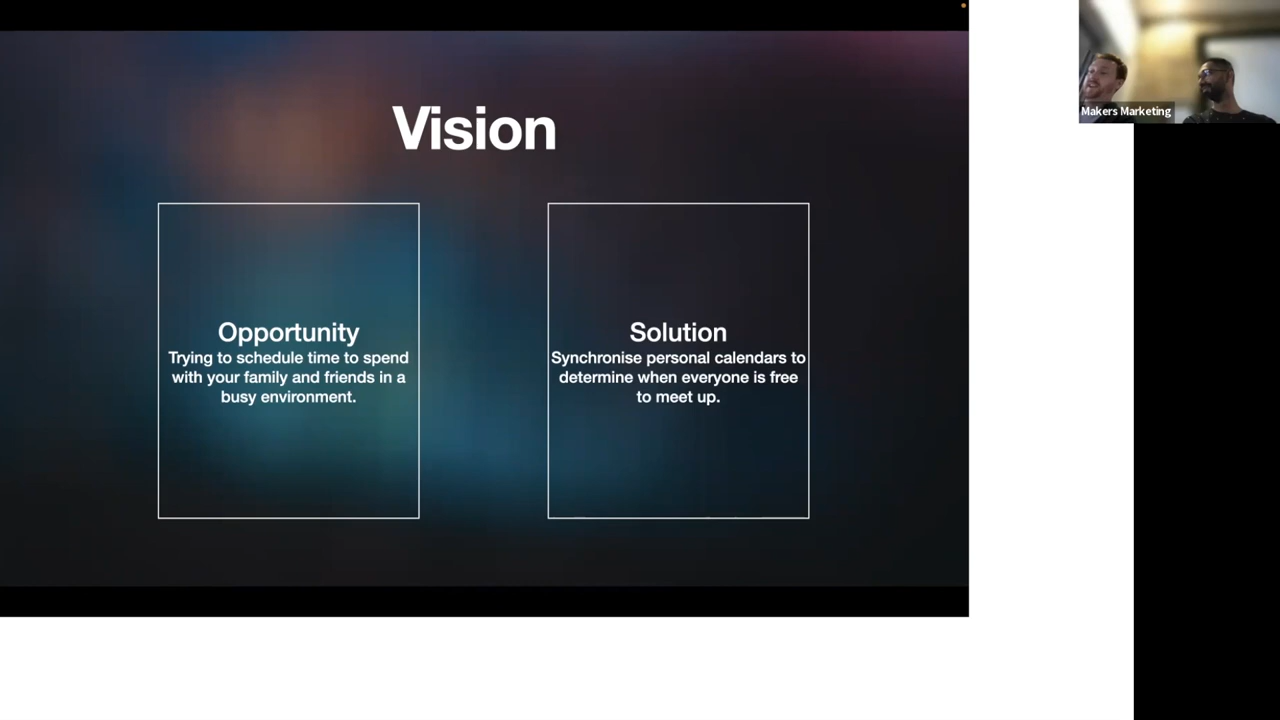 Vision
Opportunity
Trying to schedule time to spend
with your family and friends in a
busy environment.
Solution
Synchronise personal calendars to
determine when everyone is free
to meet up.
Makers Marketing